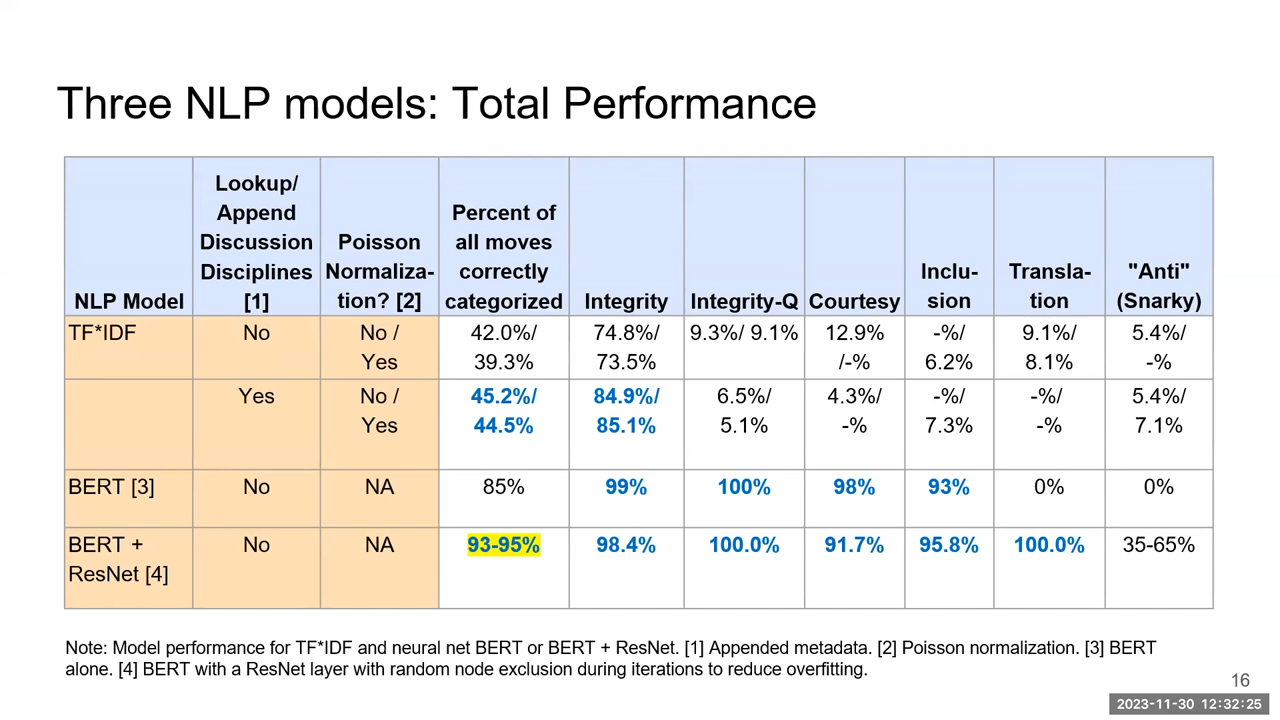 Three NLP models: Total Performance
NLP Model
Lookup/
Append
Discussion
Disciplines
[1]
Poisson
Normaliza-
tion? [2]
Percent of
all moves
correctly
categorized
Integrity
Integrity-Q
Courtesy
Inclu-
sion
Transla-
tion
"Anti"
(Snarky)
TF*IDF
No
No /
Yes
42.0%/
39.3%
74.8%/
73.5%
9.3%/ 9.1%
12.9%
/-%
-%/
6.2%
9.1%/
8.1%
5.4%/
-%
Yes
No /
Yes
45.2%/
44.5%
84.9%/
85.1%
6.5%/
5.1%
4.3%/
-%
-%/
7.3%
-%/
-%
5.4%/
7.1%
BERT [3]
No
NA
85%
99%
100%
98%
93%
0%
0%
BERT +
ResNet [4]
No
NA
93-95%
98.4%
100.0%
91.7%
95.8%
100.0%
35-65%
Note: Model performance for TF*IDF and neural net BERT or BERT + ResNet. [1] Appended metadata. [2] Poisson normalization. [3] BERT
alone. [4] BERT with a ResNet layer with random node exclusion during iterations to reduce overfitting.
16
2023-11-30 12:32:25